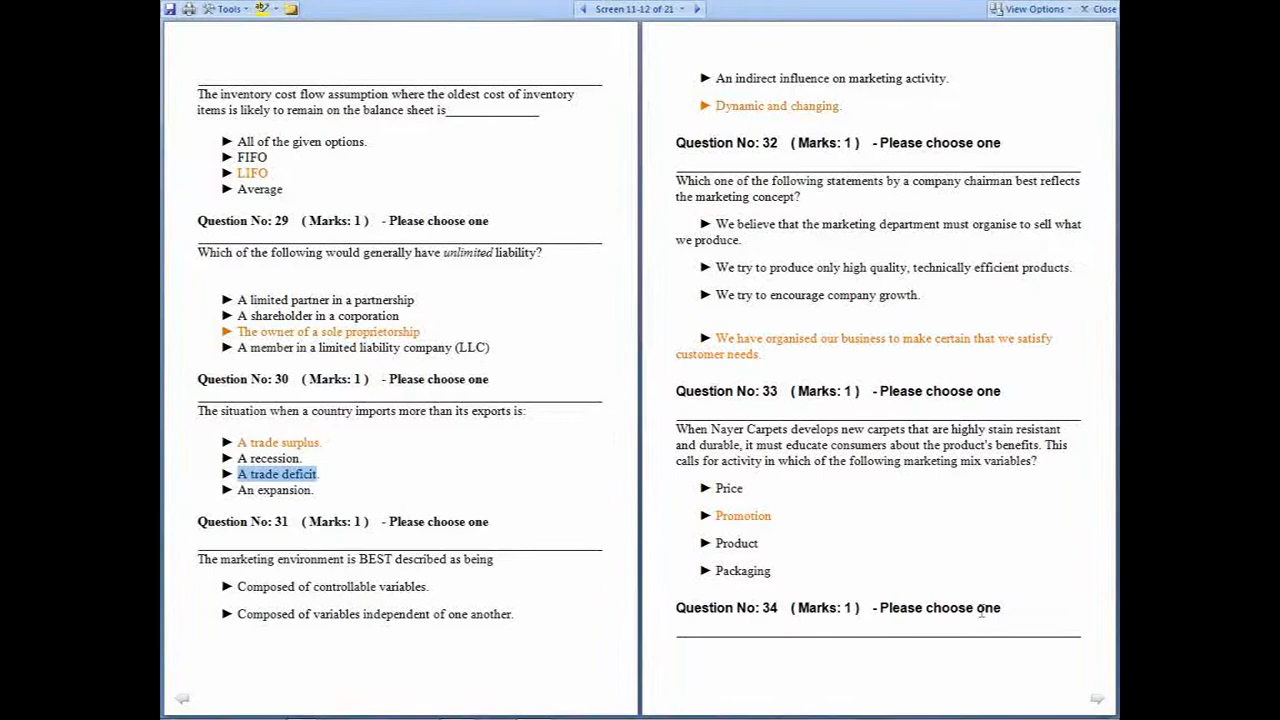 Tools
Screen 11-12 of 21
View Options
Close
The inventory cost flow assumption where the oldest cost of inventory
items is likely to remain on the balance sheet is_______________
► All of the given options.
► FIFO
► LIFO
► Average
Question No: 29 ( Marks: 1 ) - Please choose one
Which of the following would generally have unlimited liability?
► A limited partner in a partnership
► A shareholder in a corporation
► The owner of a sole proprietorship
► A member in a limited liability company (LLC)
Question No: 30 ( Marks: 1 ) - Please choose one
The situation when a country imports more than its exports is:
► A trade surplus.
► A recession.
► A trade deficit.
► An expansion.
Question No: 31 ( Marks: 1 ) - Please choose one
The marketing environment is BEST described as being
► Composed of controllable variables.
► Composed of variables independent of one another.
► An indirect influence on marketing activity.
► Dynamic and changing.
Question No: 32 ( Marks: 1 ) - Please choose one
Which one of the following statements by a company chairman best reflects
the marketing concept?
► We believe that the marketing department must organise to sell what
we produce.
► We try to produce only high quality, technically efficient products.
► We try to encourage company growth.
► We have organised our business to make certain that we satisfy
customer needs.
Question No: 33 ( Marks: 1 ) - Please choose one
When Nayer Carpets develops new carpets that are highly stain resistant
and durable, it must educate consumers about the product's benefits. This
calls for activity in which of the following marketing mix variables?
► Price
► Promotion
► Product
► Packaging
Question No: 34 ( Marks: 1 ) - Please choose one